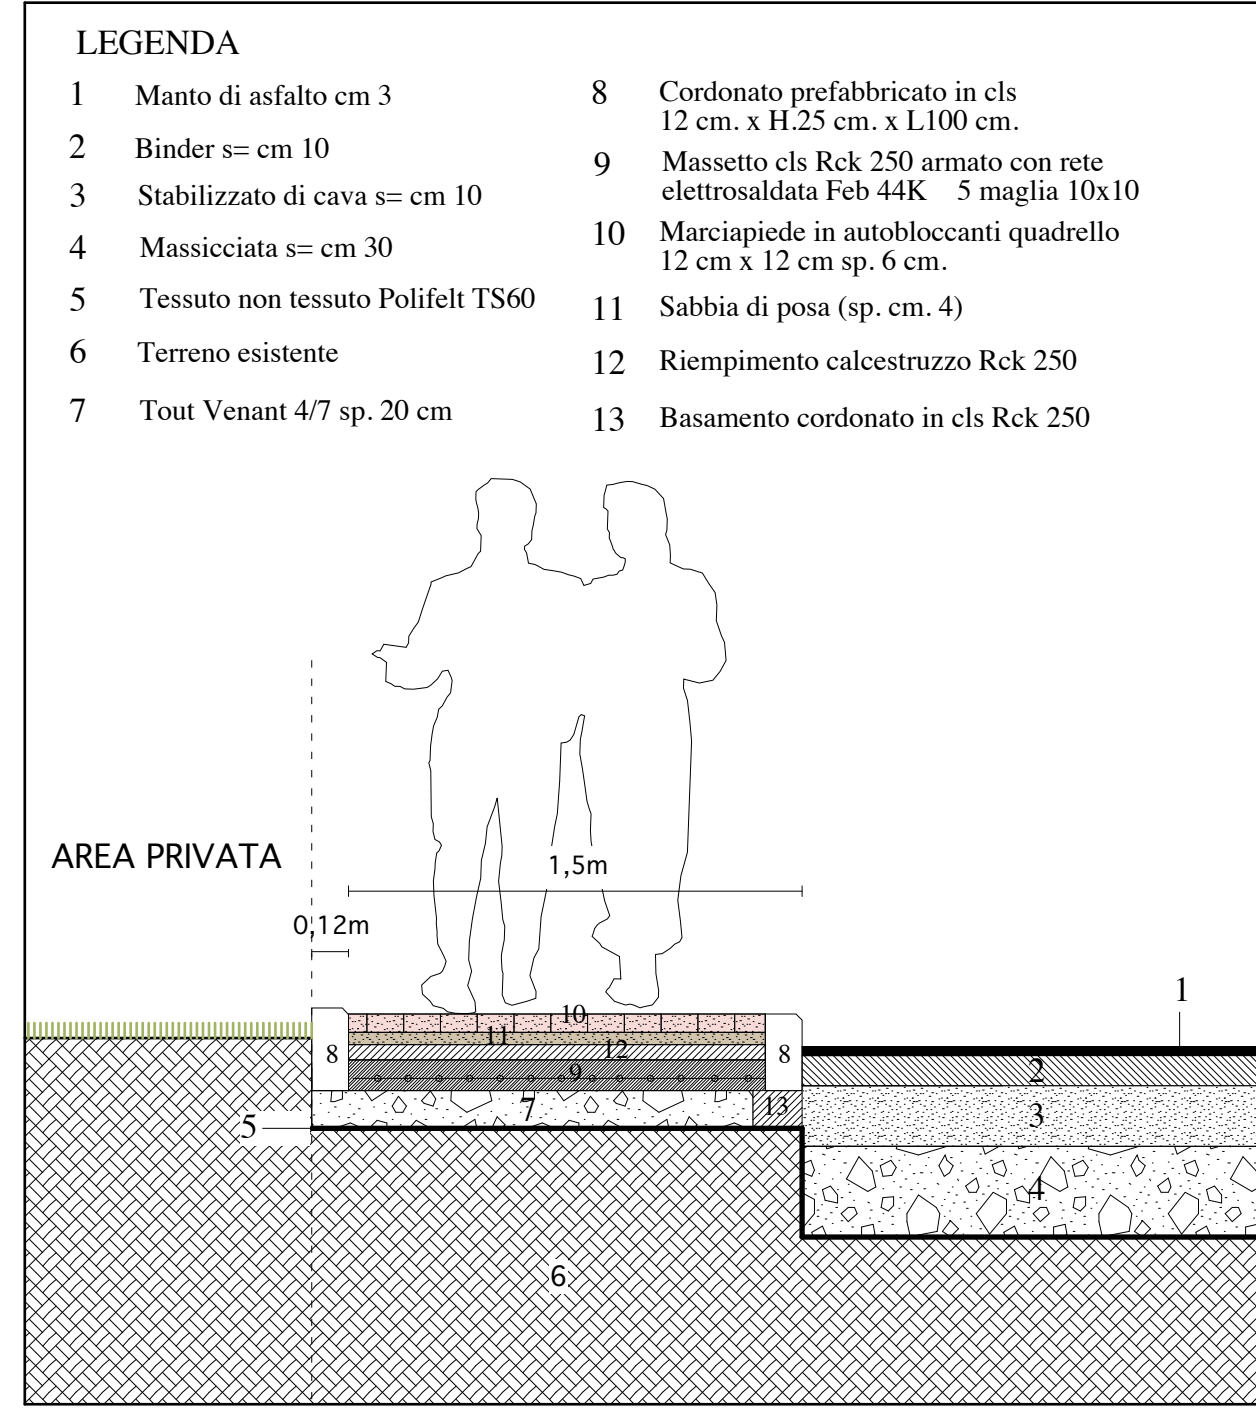 LEGENDA
1 Manto di asfalto cm 3
2 Binder s= cm 10
3 Stabilizzato di cava s= cm 10
4 Massicciata s= cm 30
5 Tessuto non tessuto Polifelt TS60
6 Terreno esistente
7 Tout Venant 4/7 sp. 20 cm
8 Cordonato prefabbricato in cls
12 cm. x H.25 cm. x L100 cm.
9 Massetto cls Rck 250 armato con rete
elettrosaldata Feb 44K 5 maglia 10x10
10 Marciapiede in autobloccanti quadrello
12 cm x 12 cm sp. 6 cm.
11 Sabbia di posa (sp. cm. 4)
12 Riempimento calcestruzzo Rck 250
13 Basamento cordonato in cls Rck 250
AREA PRIVATA
1,5m
0,12m
1
10
11
12
8
8
9
2
7
13
3
5
4
6